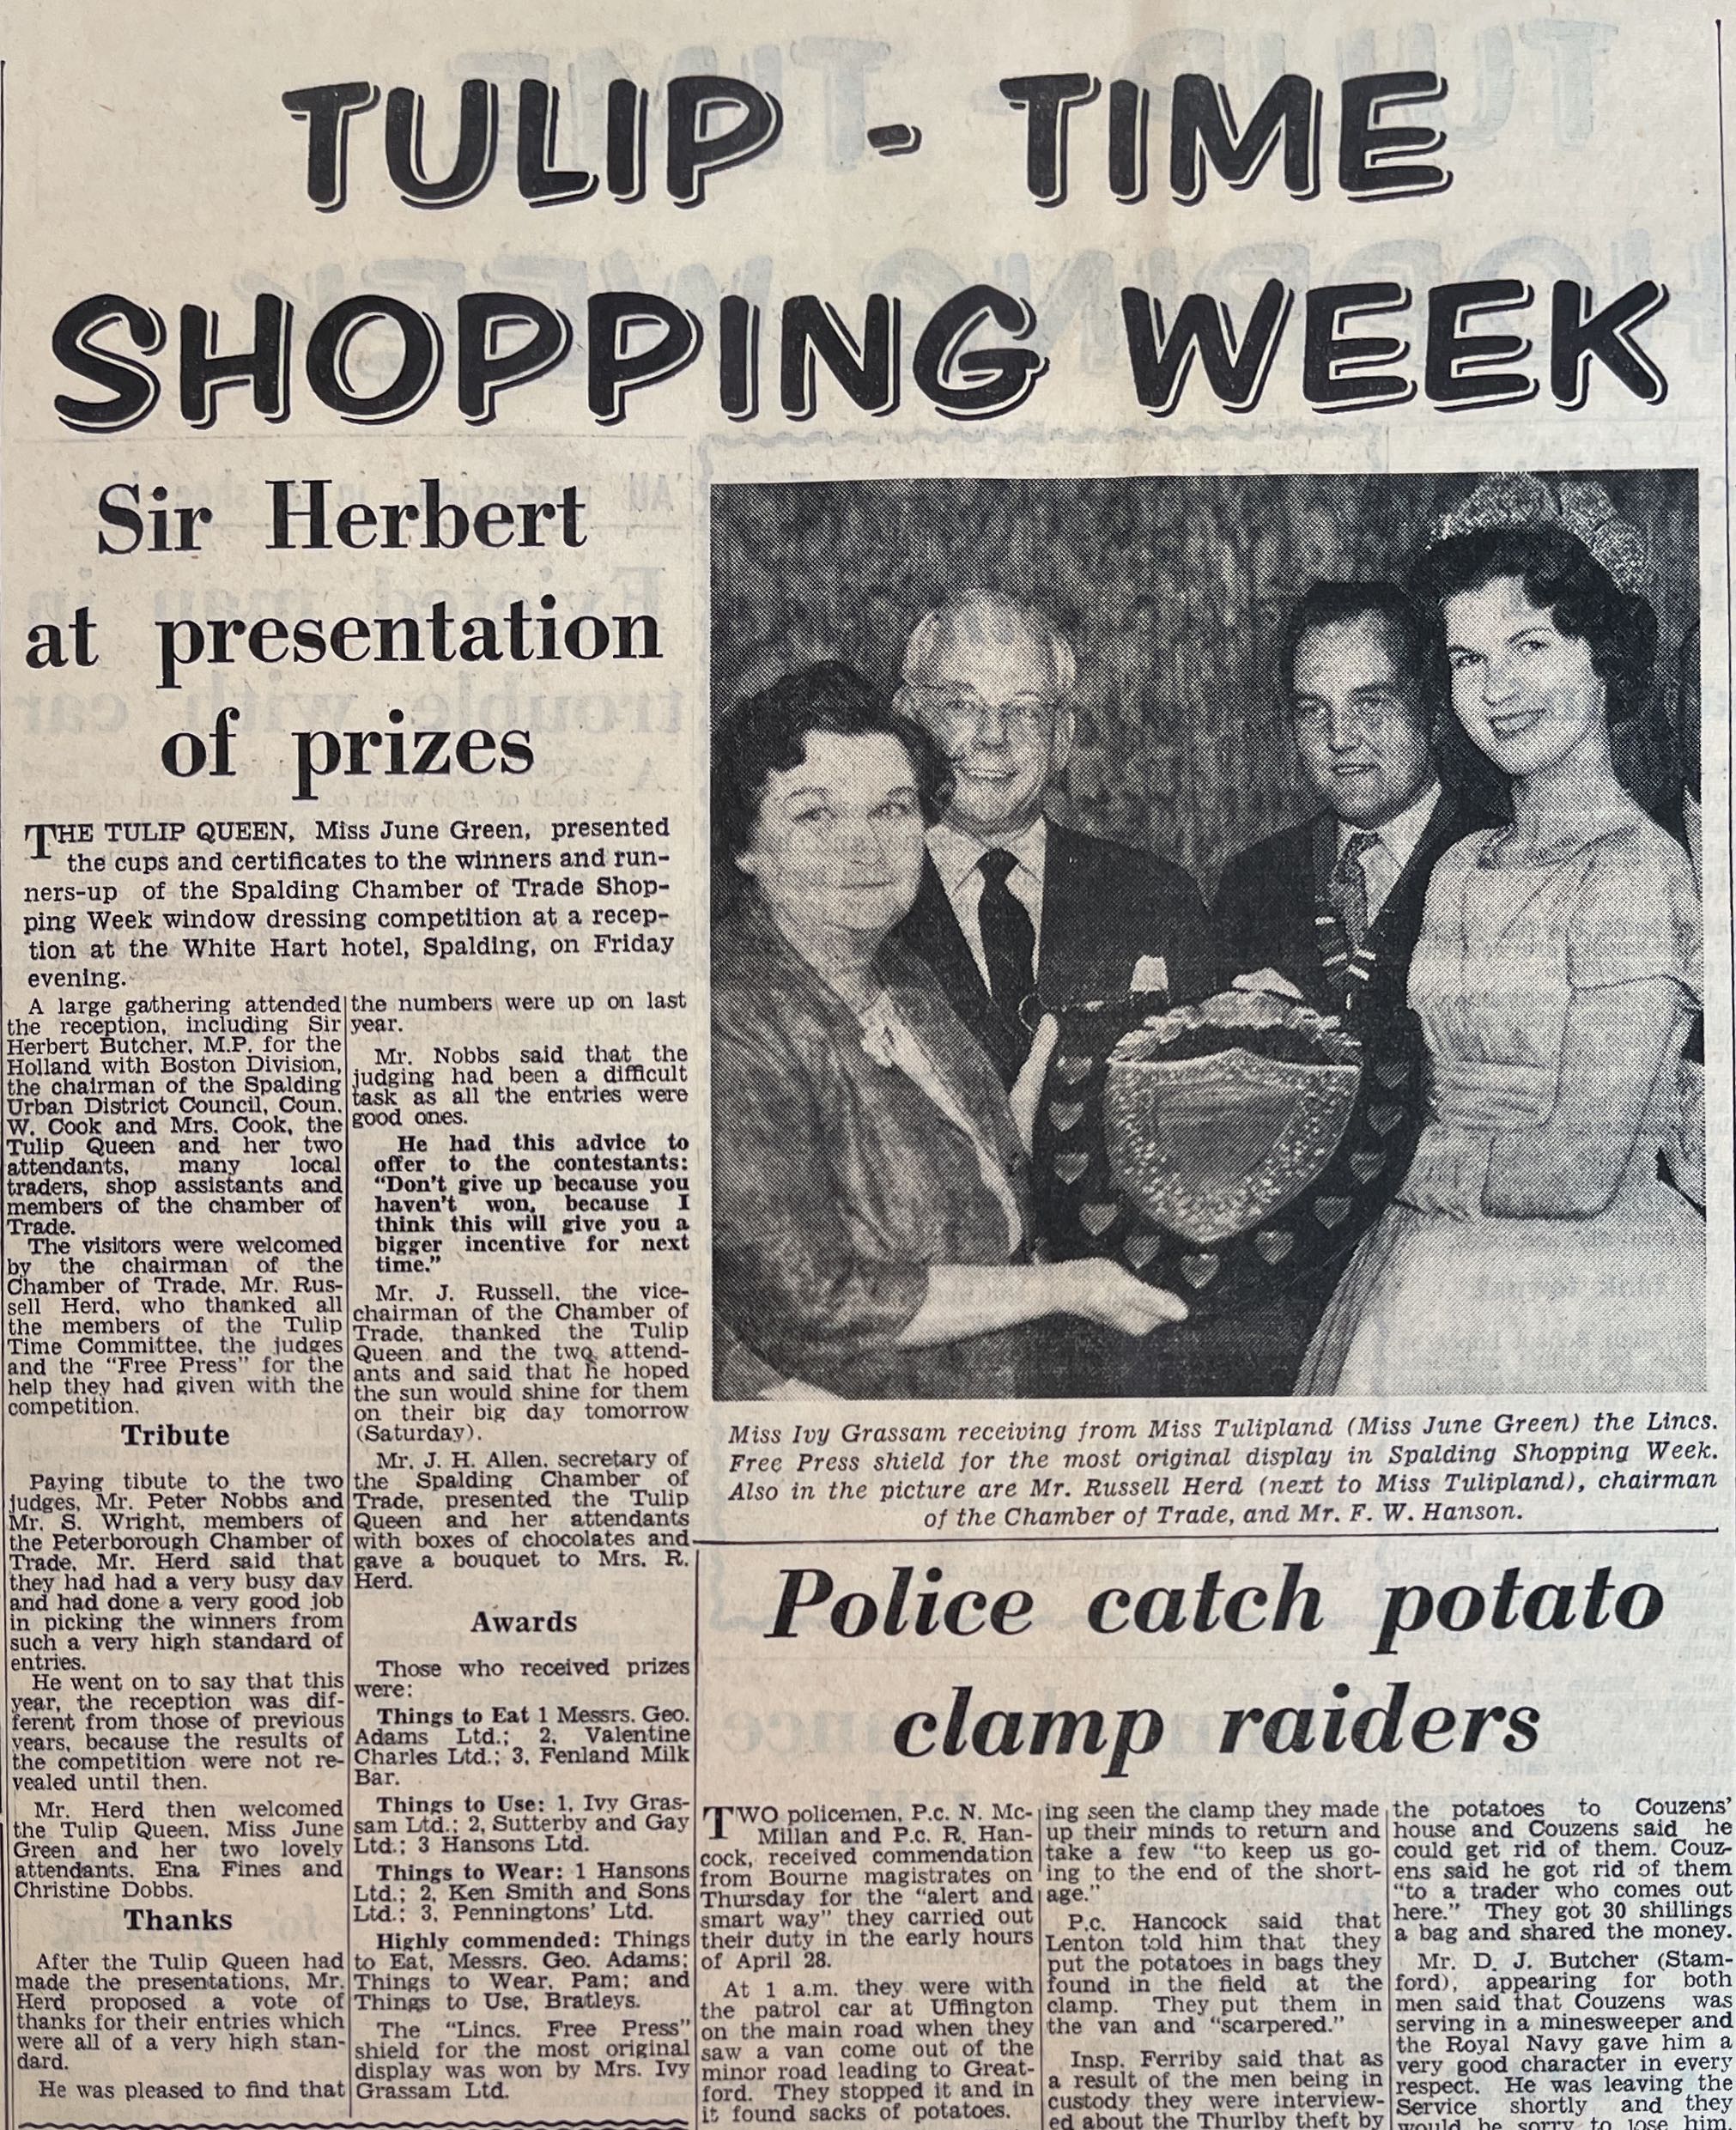 TULIP - TIME
SHOPPING WEEK
Sir Herbert
at presentation
of prizes
THE TULIP QUEEN, Miss June Green, presented
the cups and certificates to the winners and run-
ners-up of the Spalding Chamber of Trade Shop-
ping Week window dressing competition at a recep-
tion at the White Hart hotel, Spalding, on Friday
evening.
A large gathering attended
the reception, including Sir
Herbert Butcher, M.P. for the
Holland with Boston Division,
the chairman of the Spalding
Urban District Council, Coun.
W. Cook and Mrs. Cook, the
Tulip Queen and her two
attendants, many local
traders, shop assistants and
members of the chamber of
Trade.
The visitors were welcomed
by the chairman of the
Chamber of Trade, Mr. Rus-
sell Herd, who thanked all
the members of the Tulip
Time Committee, the judges
and the "Free Press" for the
help they had given with the
competition.
Tribute
Paying tibute to the two
judges, Mr. Peter Nobbs and
Mr. S. Wright, members of
the Peterborough Chamber of
Trade, Mr. Herd said that
they had had a very busy day
and had done a very good job
in picking the winners from
such a very high standard of
entries.
He went on to say that this
year, the reception was dif-
ferent from those of previous
years, because the results of
the competition were not re-
vealed until then.
Mr. Herd then welcomed
the Tulip Queen, Miss June
Green and her two lovely
attendants, Ena Fines and
Christine Dobbs.
Thanks
After the Tulip Queen had
made the presentations, Mr.
Herd proposed a vote of
thanks for their entries which
were all of a very high stan-
dard.
He was pleased to find that
the numbers were up on last
year.
Mr. Nobbs said that the
judging had been a difficult
task as all the entries were
good ones.
He had this advice to
offer to the contestants:
"Don't give up because you
haven't won, because I
think this will give you a
bigger incentive for next
time."
Mr. J. Russell, the vice-
chairman of the Chamber of
Trade, thanked the Tulip
Queen and the two attend-
ants and said that he hoped
the sun would shine for them
on their big day tomorrow
(Saturday).
Mr. J. H. Allen, secretary of
the Spalding Chamber of
Trade, presented the Tulip
Queen and her attendants
with boxes of chocolates and
gave a bouquet to Mrs. R.
Herd.
Awards
Those who received prizes
were:
Things to Eat 1 Messrs. Geo.
Adams Ltd.; 2, Valentine
Charles Ltd.; 3, Fenland Milk
Bar.
Things to Use: 1, Ivy Gras-
sam Ltd.; 2, Sutterby and Gay
Ltd.; 3 Hansons Ltd.
Things to Wear: 1 Hansons
Ltd.; 2, Ken Smith and Sons
Ltd.; 3, Penningtons' Ltd.
Highly commended: Things
to Eat, Messrs. Geo. Adams;
Things to Wear, Pam; and
Things to Use, Bratleys.
The "Lincs. Free Press"
shield for the most original
display was won by Mrs. Ivy
Grassam Ltd.
Miss Ivy Grassam receiving from Miss Tulipland (Miss June Green) the Lincs.
Free Press shield for the most original display in Spalding Shopping Week.
Also in the picture are Mr. Russell Herd (next to Miss Tulipland), chairman
of the Chamber of Trade, and Mr. F. W. Hanson.
Police catch potato
clamp raiders
TWO policemen, P.c. N. Mc-
Millan and P.c. R. Han-
cock, received commendation
from Bourne magistrates on
Thursday for the "alert and
smart way" they carried out
their duty in the early hours
of April 28.
At 1 a.m. they were with
the patrol car at Uffington
on the main road when they
saw a van come out of the
minor road leading to Great-
ford. They stopped it and in
it found sacks of potatoes.
ing seen the clamp they made
up their minds to return and
take a few "to keep us go-
ing to the end of the short-
age."
P.c. Hancock said that
Lenton told him that they
put the potatoes in bags they
found in the field at the
clamp. They put them in
the van and "scarpered."
Insp. Ferriby said that as
a result of the men being in
custody they were interview-
ed about the Thurlby theft by
the potatoes to Couzens'
house and Couzens said he
could get rid of them. Couz-
ens said he got rid of them
"to a trader who comes out
here." They got 30 shillings
a bag and shared the money.
Mr. D. J. Butcher (Stam-
ford), appearing for both
men said that Couzens was
serving in a minesweeper and
the Royal Navy gave him a
very good character in every
respect. He was leaving the
Service shortly and they
would be sorry to lose him.